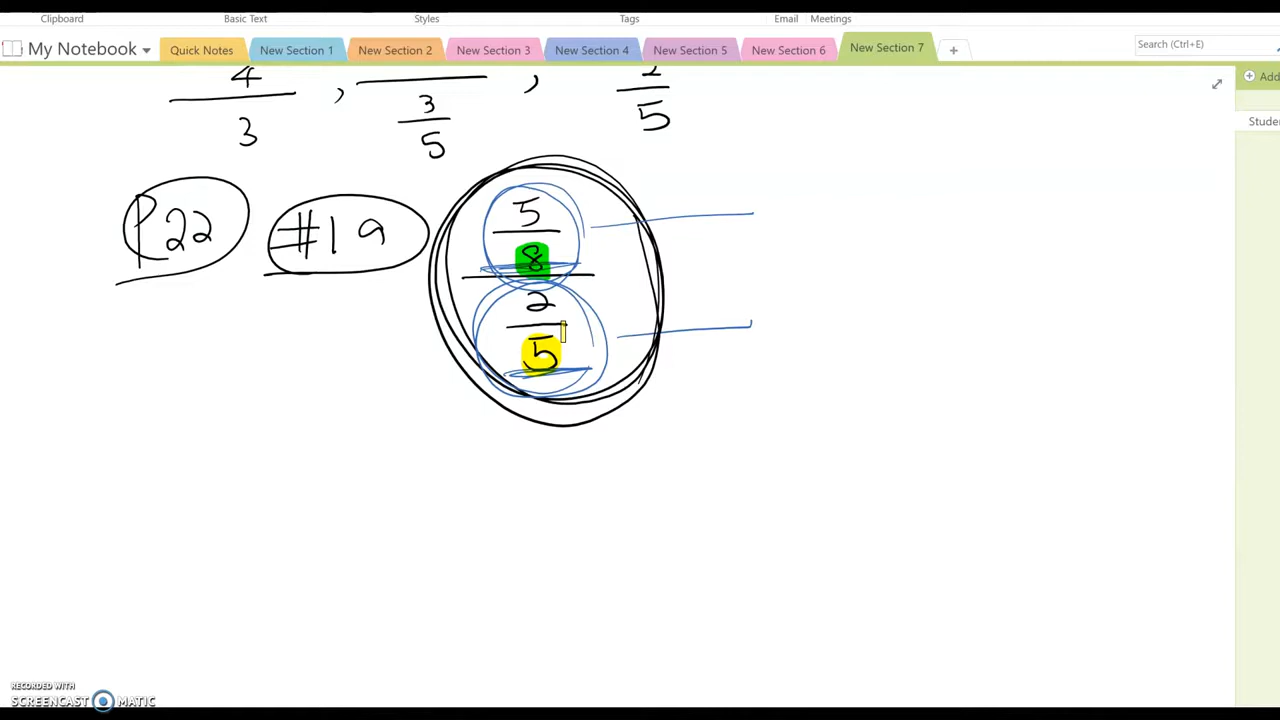 Clipboard Basic Text Styles Tags Email Meetings
My Notebook Quick Notes New Section 1 New Section 2 New Section 3 New Section 4 New Section 5 New Section 6 New Section 7 + Search (Ctrl+E)
Add
Studen
4
3
,
3
5
,
5
P22 #1a
5
8
2
5
RECORDED WITH
SCREENCAST MATIC